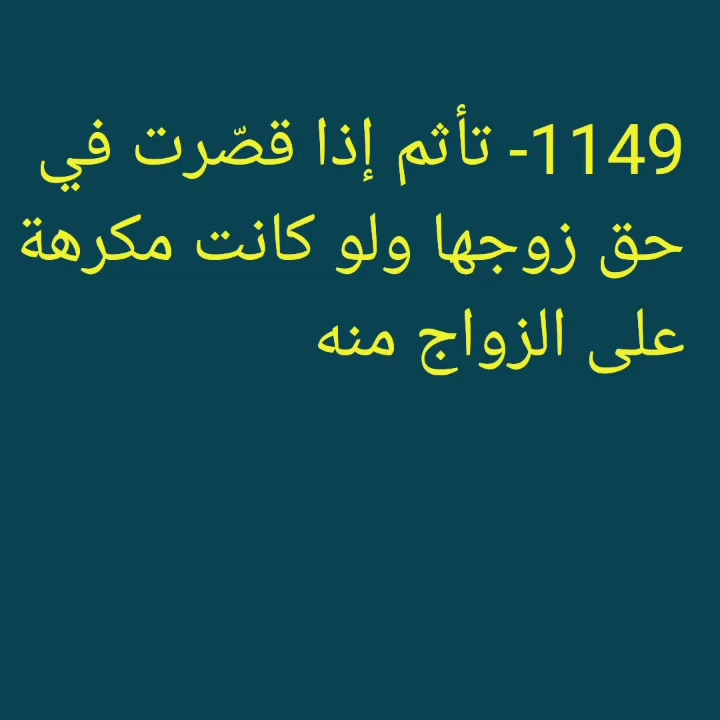 1149- تأثم إذا قصّرت في
حق زوجها ولو كانت مكرهة
على الزواج منه